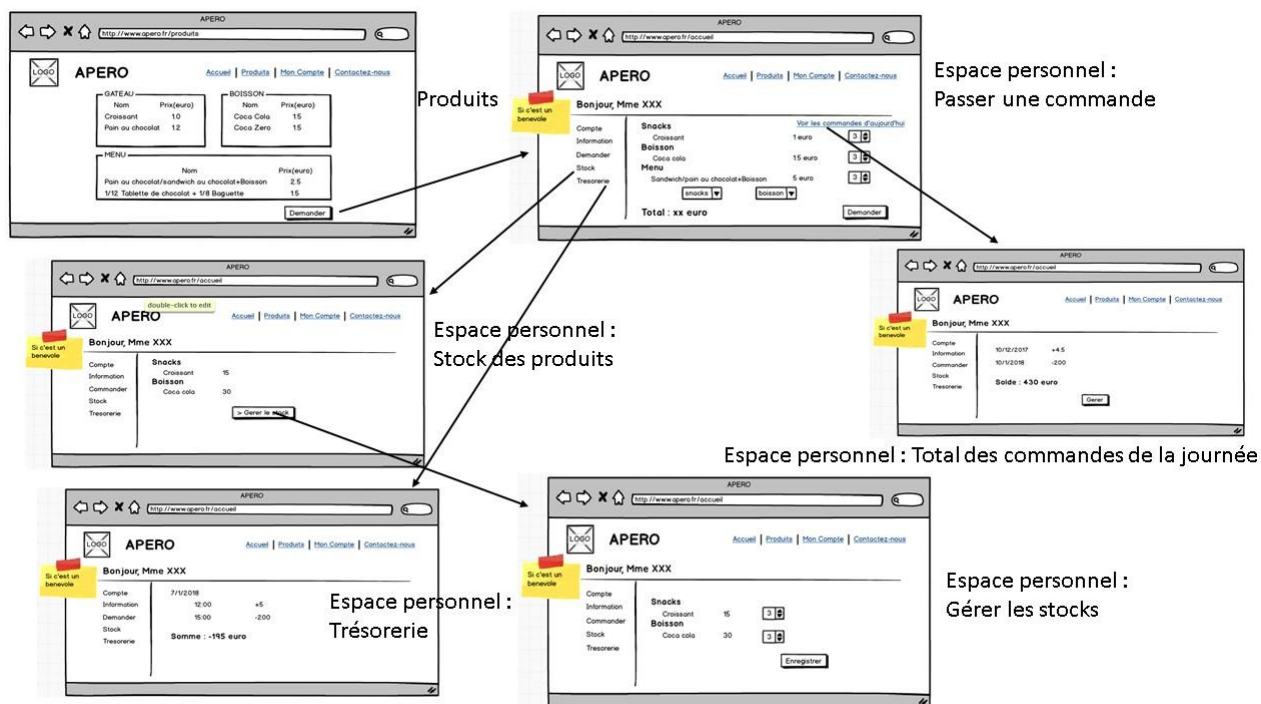 APERO
http://www.apero.fr/produits
LOGO
APERO
Accueil | Produits | Mon Compte | Contactez-nous
GATEAU
Nom Prix(euro)
Croissant 1.0
Pain au chocolat 1.2
BOISSON
Nom Prix(euro)
Coca Cola 1.5
Coca Zero 1.5
MENU
Nom Prix(euro)
Pain au chocolat/sandwich au chocolat+Boisson 2.5
1/12 Tablette de chocolat + 1/8 Baguette 1.5
Demander
Produits
APERO
http://www.apero.fr/accueil
LOGO
APERO
Accueil | Produits | Mon Compte | Contactez-nous
Si c'est un
benevole
Bonjour, Mme XXX
Compte
Information
Demander
Stock
Tresorerie
Voir les commandes d'aujourd'hui
Snacks
Croissant 1 euro 3
Boisson
Coca cola 15 euro 3
Menu
Sandwich/pain au chocolat+Boisson 5 euro 3
snacks boisson
Total : xx euro
Demander
Espace personnel :
Passer une commande
APERO
http://www.apero.fr/accueil
double-click to edit
LOGO
APERO
Accueil | Produits | Mon Compte | Contactez-nous
Si c'est un
benevole
Bonjour, Mme XXX
Compte
Information
Commander
Stock
Tresorerie
Snacks
Croissant 15
Boisson
Coca cola 30
> Gerer le stock
Espace personnel :
Stock des produits
APERO
http://www.apero.fr/accueil
LOGO
APERO
Accueil | Produits | Mon Compte | Contactez-nous
Si c'est un
benevole
Bonjour, Mme XXX
Compte
Information
Commander
Stock
Tresorerie
10/12/2017 +4.5
10/1/2018 -200
Solde : 430 euro
Gerer
Espace personnel : Total des commandes de la journée
APERO
http://www.apero.fr/accueil
LOGO
APERO
Accueil | Produits | Mon Compte | Contactez-nous
Si c'est un
benevole
Bonjour, Mme XXX
Compte
Information
Demander
Stock
Tresorerie
7/1/2018
12:00 +5
15:00 -200
Somme : -195 euro
Espace personnel :
Trésorerie
APERO
http://www.apero.fr/accueil
LOGO
APERO
Accueil | Produits | Mon Compte | Contactez-nous
Si c'est un
benevole
Bonjour, Mme XXX
Compte
Information
Commander
Stock
Tresorerie
Snacks
Croissant 15 3
Boisson
Coca cola 30 3
Enregistrer
Espace personnel :
Gérer les stocks